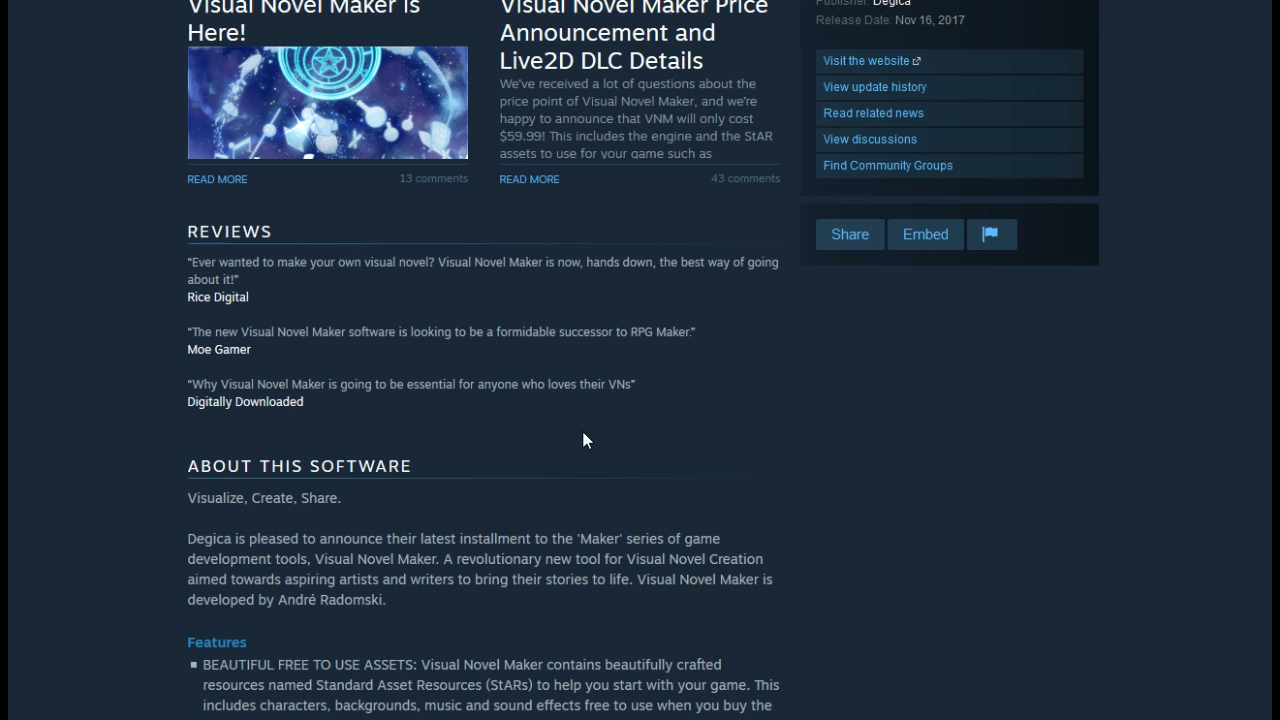 Visual Novel Maker Is
Here!
READ MORE
13 comments
Visual Novel Maker Price
Announcement and
Live2D DLC Details
We've received a lot of questions about the
price point of Visual Novel Maker, and we're
happy to announce that VNM will only cost
$59.99! This includes the engine and the StAR
assets to use for your game such as
READ MORE
43 comments
Publisher: Degica
Release Date: Nov 16, 2017
Visit the website
View update history
Read related news
View discussions
Find Community Groups
Share
Embed
REVIEWS
“Ever wanted to make your own visual novel? Visual Novel Maker is now, hands down, the best way of going
about it!”
Rice Digital
“The new Visual Novel Maker software is looking to be a formidable successor to RPG Maker.”
Moe Gamer
“Why Visual Novel Maker is going to be essential for anyone who loves their VNs”
Digitally Downloaded
ABOUT THIS SOFTWARE
Visualize, Create, Share.
Degica is pleased to announce their latest installment to the 'Maker' series of game
development tools, Visual Novel Maker. A revolutionary new tool for Visual Novel Creation
aimed towards aspiring artists and writers to bring their stories to life. Visual Novel Maker is
developed by André Radomski.
Features
■ BEAUTIFUL FREE TO USE ASSETS: Visual Novel Maker contains beautifully crafted
resources named Standard Asset Resources (StARs) to help you start with your game. This
includes characters, backgrounds, music and sound effects free to use when you buy the